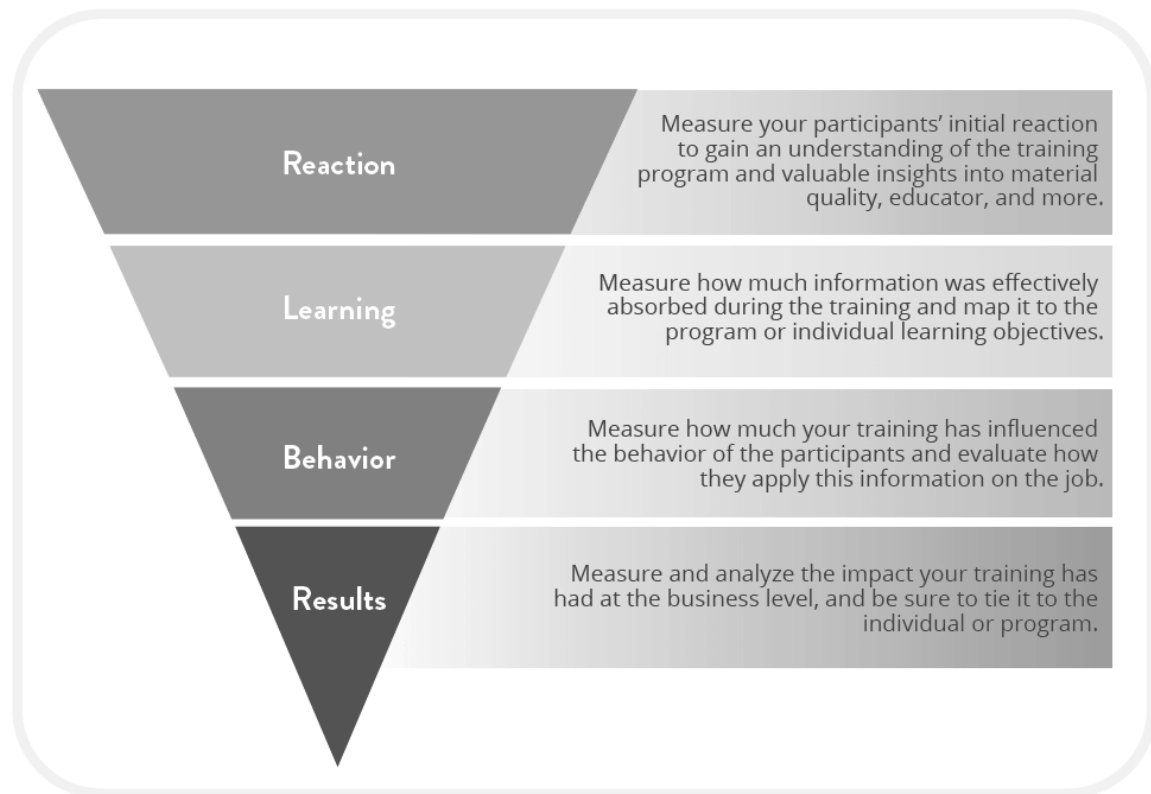 Reaction
Measure your participants’ initial reaction
to gain an understanding of the training
program and valuable insights into material
quality, educator, and more.
Learning
Measure how much information was effectively
absorbed during the training and map it to the
program or individual learning objectives.
Behavior
Measure how much your training has influenced
the behavior of the participants and evaluate how
they apply this information on the job.
Results
Measure and analyze the impact your training has
had at the business level, and be sure to tie it to the
individual or program.